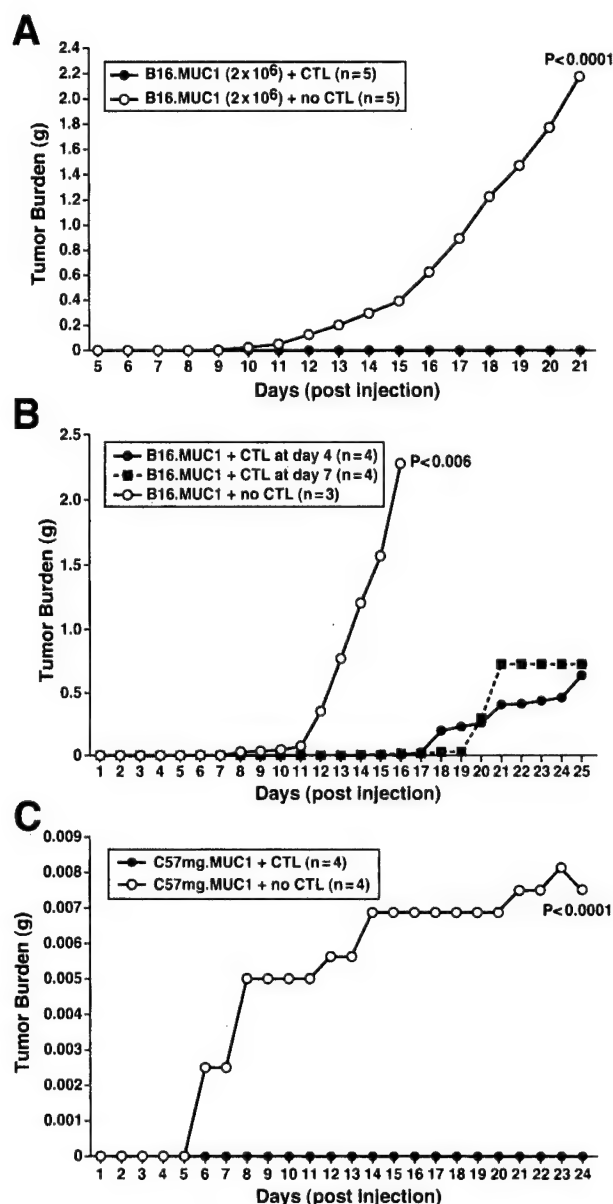 A
2.4
2.2
2.0
1.8
1.6
1.4
1.2
1.0
0.8
0.6
0.4
0.2
0
Tumor Burden (g)
B16.MUC1 (2x10⁶) + CTL (n=5)
B16.MUC1 (2x10⁶) + no CTL (n=5)
P<0.0001
5 6 7 8 9 10 11 12 13 14 15 16 17 18 19 20 21
Days (post injection)
B
2.5
2.0
1.5
1.0
0.5
0
Tumor Burden (g)
B16.MUC1 + CTL at day 4 (n=4)
B16.MUC1 + CTL at day 7 (n=4)
B16.MUC1 + no CTL (n=3)
P<0.006
1 2 3 4 5 6 7 8 9 10 11 12 13 14 15 16 17 18 19 20 21 22 23 24 25
Days (post injection)
C
0.009
0.008
0.007
0.006
0.005
0.004
0.003
0.002
0.001
0
Tumor Burden (g)
C57mg.MUC1 + CTL (n=4)
C57mg.MUC1 + no CTL (n=4)
P<0.0001
1 2 3 4 5 6 7 8 9 10 11 12 13 14 15 16 17 18 19 20 21 22 23 24
Days (post injection)